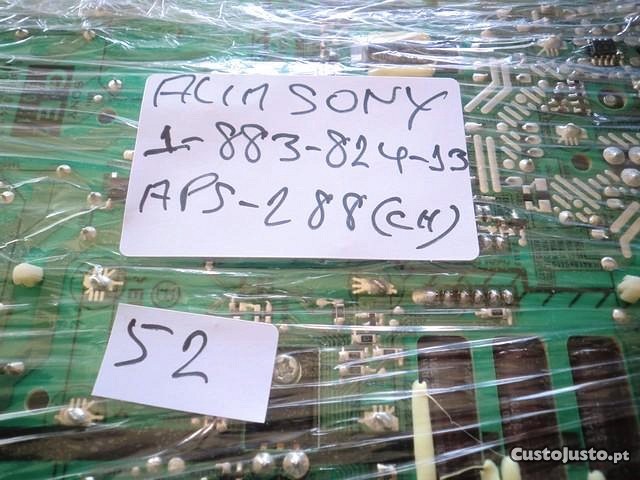 ALIM SONY
1-883-824-13
APS-288(CH)
52
CustoJusto.pt